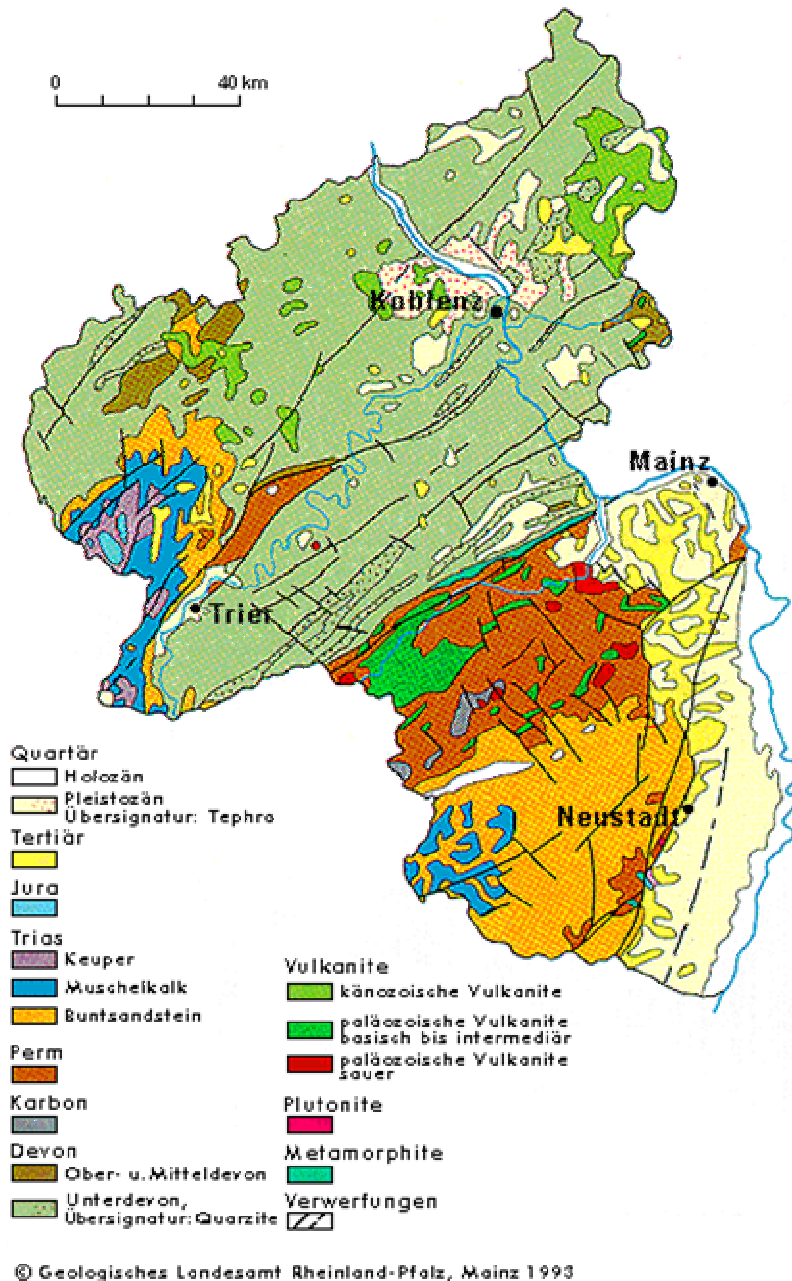 0 40 km
Koblenz
Mainz
Trier
Neustadt
Quartär
Holozän
Pleistozän
Übersignatur: Tephra
Tertiär
Jura
Trias
Keuper
Muschelkalk
Buntsandstein
Perm
Karbon
Devon
Ober- u. Mitteldevon
Unterdevon,
Übersignatur: Quarzite
Vulkanite
känozoische Vulkanite
paläozoische Vulkanite
basisch bis intermediär
paläozoische Vulkanite
sauer
Plutonite
Metamorphite
Verwerfungen
© Geologisches Landesamt Rheinland-Pfalz, Mainz 1993